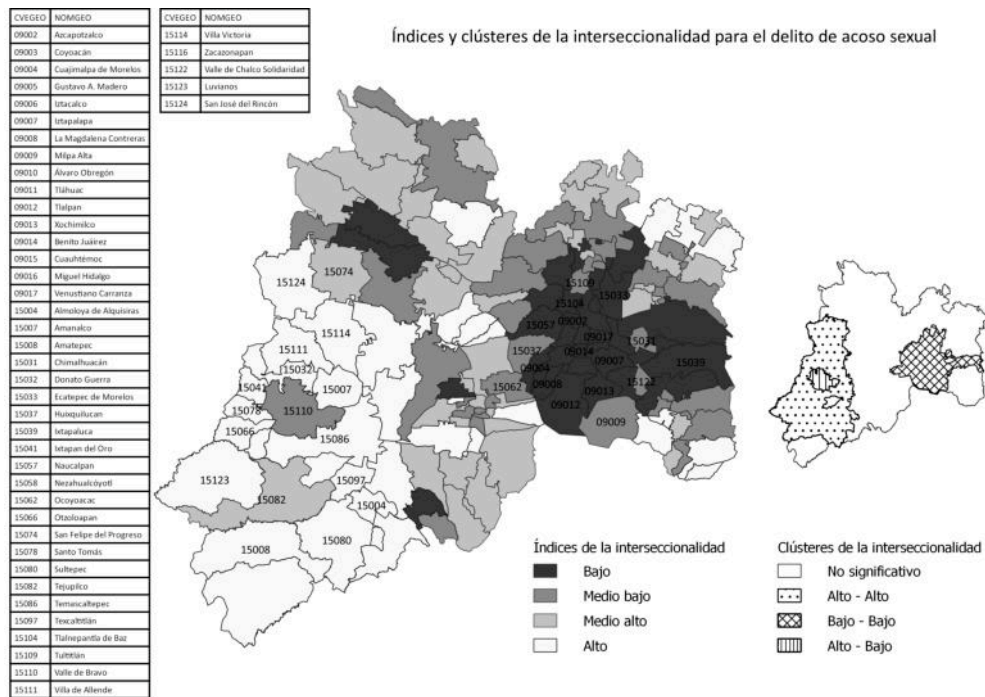 CVEGEO NOMGEO
09002 Azcapotzalco
09003 Coyoacán
09004 Cuajimalpa de Morelos
09005 Gustavo A. Madero
09006 Iztacalco
09007 Iztapalapa
09008 La Magdalena Contreras
09009 Milpa Alta
09010 Álvaro Obregón
09011 Tláhuac
09012 Tlalpan
09013 Xochimilco
09014 Benito Juáirez
09015 Cuauhtémoc
09016 Miguel Hidalgo
09017 Venustiano Carranza
15004 Almoloya de Alquisiras
15007 Amanalco
15008 Amatepec
15031 Chimalhuacán
15032 Donato Guerra
15033 Ecatepec de Morelos
15037 Huixquilucan
15039 Ixtapaluca
15041 Ixtapan del Oro
15057 Naucalpan
15058 Nezahualcóyotl
15062 Ocoyoacac
15066 Otzoloapan
15074 San Felipe del Progreso
15078 Santo Tomás
15080 Sultepec
15082 Tejupilco
15086 Temascaltepec
15097 Texcaltitlán
15104 Tlalnepantla de Baz
15109 Tultitlán
15110 Valle de Bravo
15111 Villa de Allende
CVEGEO NOMGEO
15114 Villa Victoria
15116 Zacazonapan
15122 Valle de Chalco Solidaridad
15123 Luvianos
15124 San José del Rincón
Índices y clústeres de la interseccionalidad para el delito de acoso sexual
15074
15124
15109
15033
15104
15114
15057
09002
09017
15031
15111
15037
09014
15032
09004
09007
15039
15041
15007
15062
09008
09013
15122
15078
15110
09012
09009
15066
15086
15123
15097
15082
15004
15008
15080
Índices de la interseccionalidad
Bajo
Medio bajo
Medio alto
Alto
Clústeres de la interseccionalidad
No significativo
Alto - Alto
Bajo - Bajo
Alto - Bajo